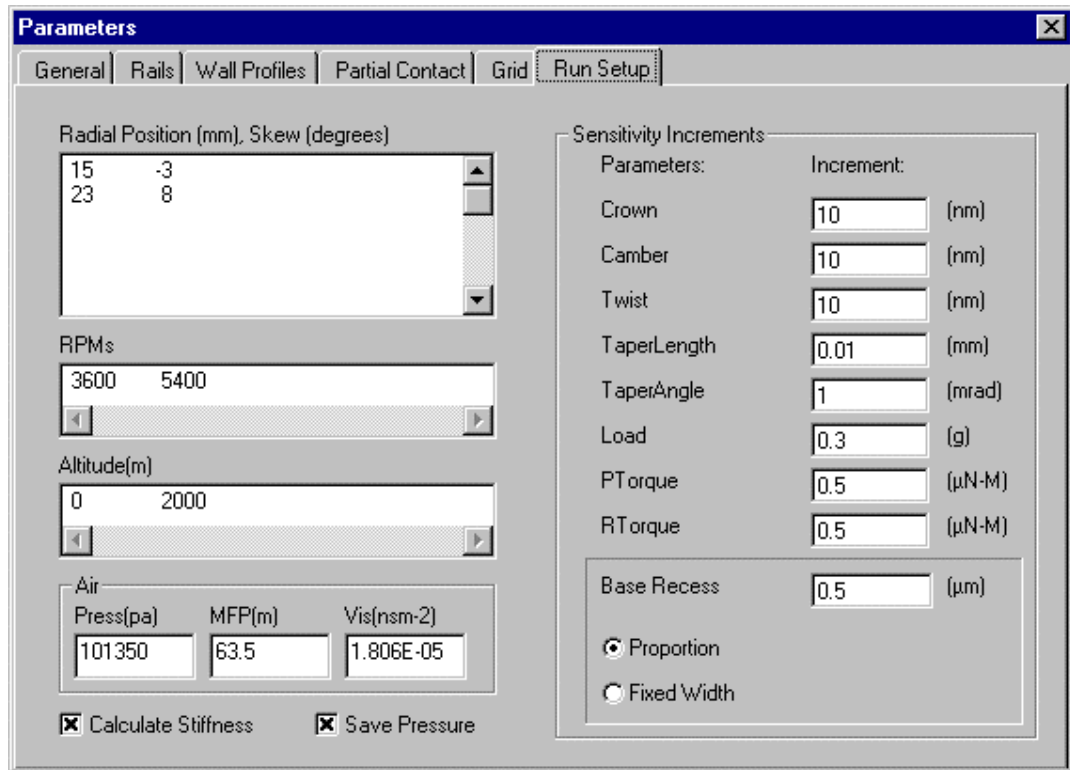 Parameters
General Rails Wall Profiles Partial Contact Grid Run Setup
Radial Position (mm), Skew (degrees)
15 -3
23 8
RPMs
3600 5400
Altitude(m)
0 2000
Air
Press(pa) MFP(m) Vis(nsm-2)
101350 63.5 1.806E-05
Calculate Stiffness Save Pressure
Sensitivity Increments
Parameters: Increment:
Crown 10 (nm)
Camber 10 (nm)
Twist 10 (nm)
TaperLength 0.01 (mm)
TaperAngle 1 (mrad)
Load 0.3 (g)
PTorque 0.5 (µN-M)
RTorque 0.5 (µN-M)
Base Recess 0.5 (µm)
Proportion
Fixed Width